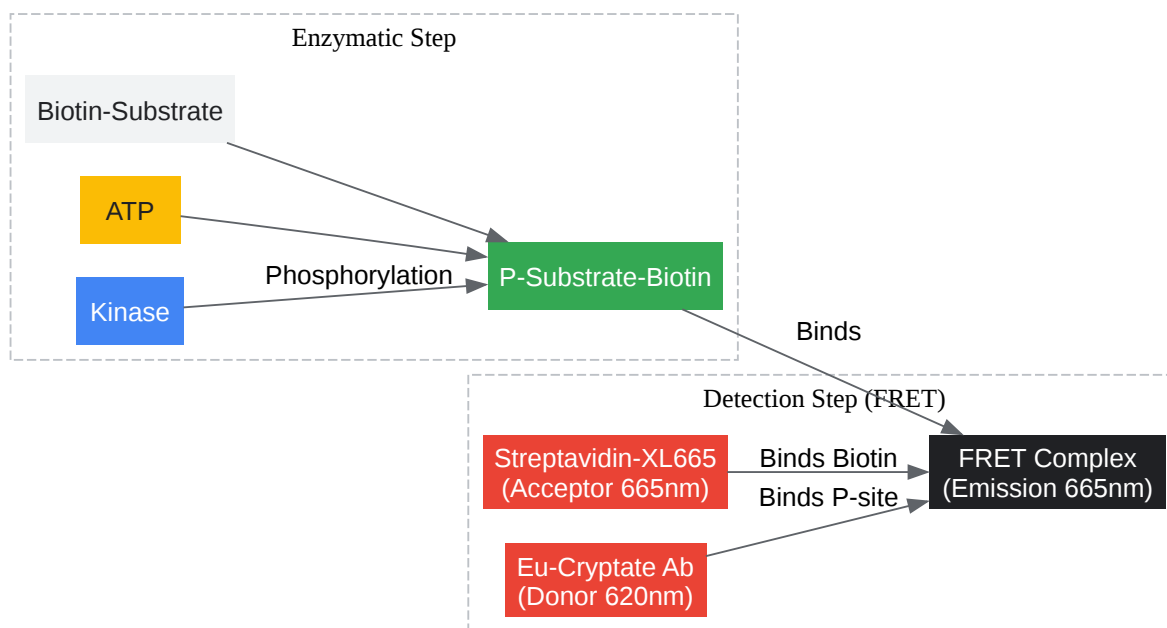 Enzymatic Step
Biotin-Substrate
ATP
Phosphorylation
Kinase
P-Substrate-Biotin
Binds
Detection Step (FRET)
Streptavidin-XL665
(Acceptor 665nm)
Binds Biotin
Binds P-site
FRET Complex
(Emission 665nm)
Eu-Cryptate Ab
(Donor 620nm)